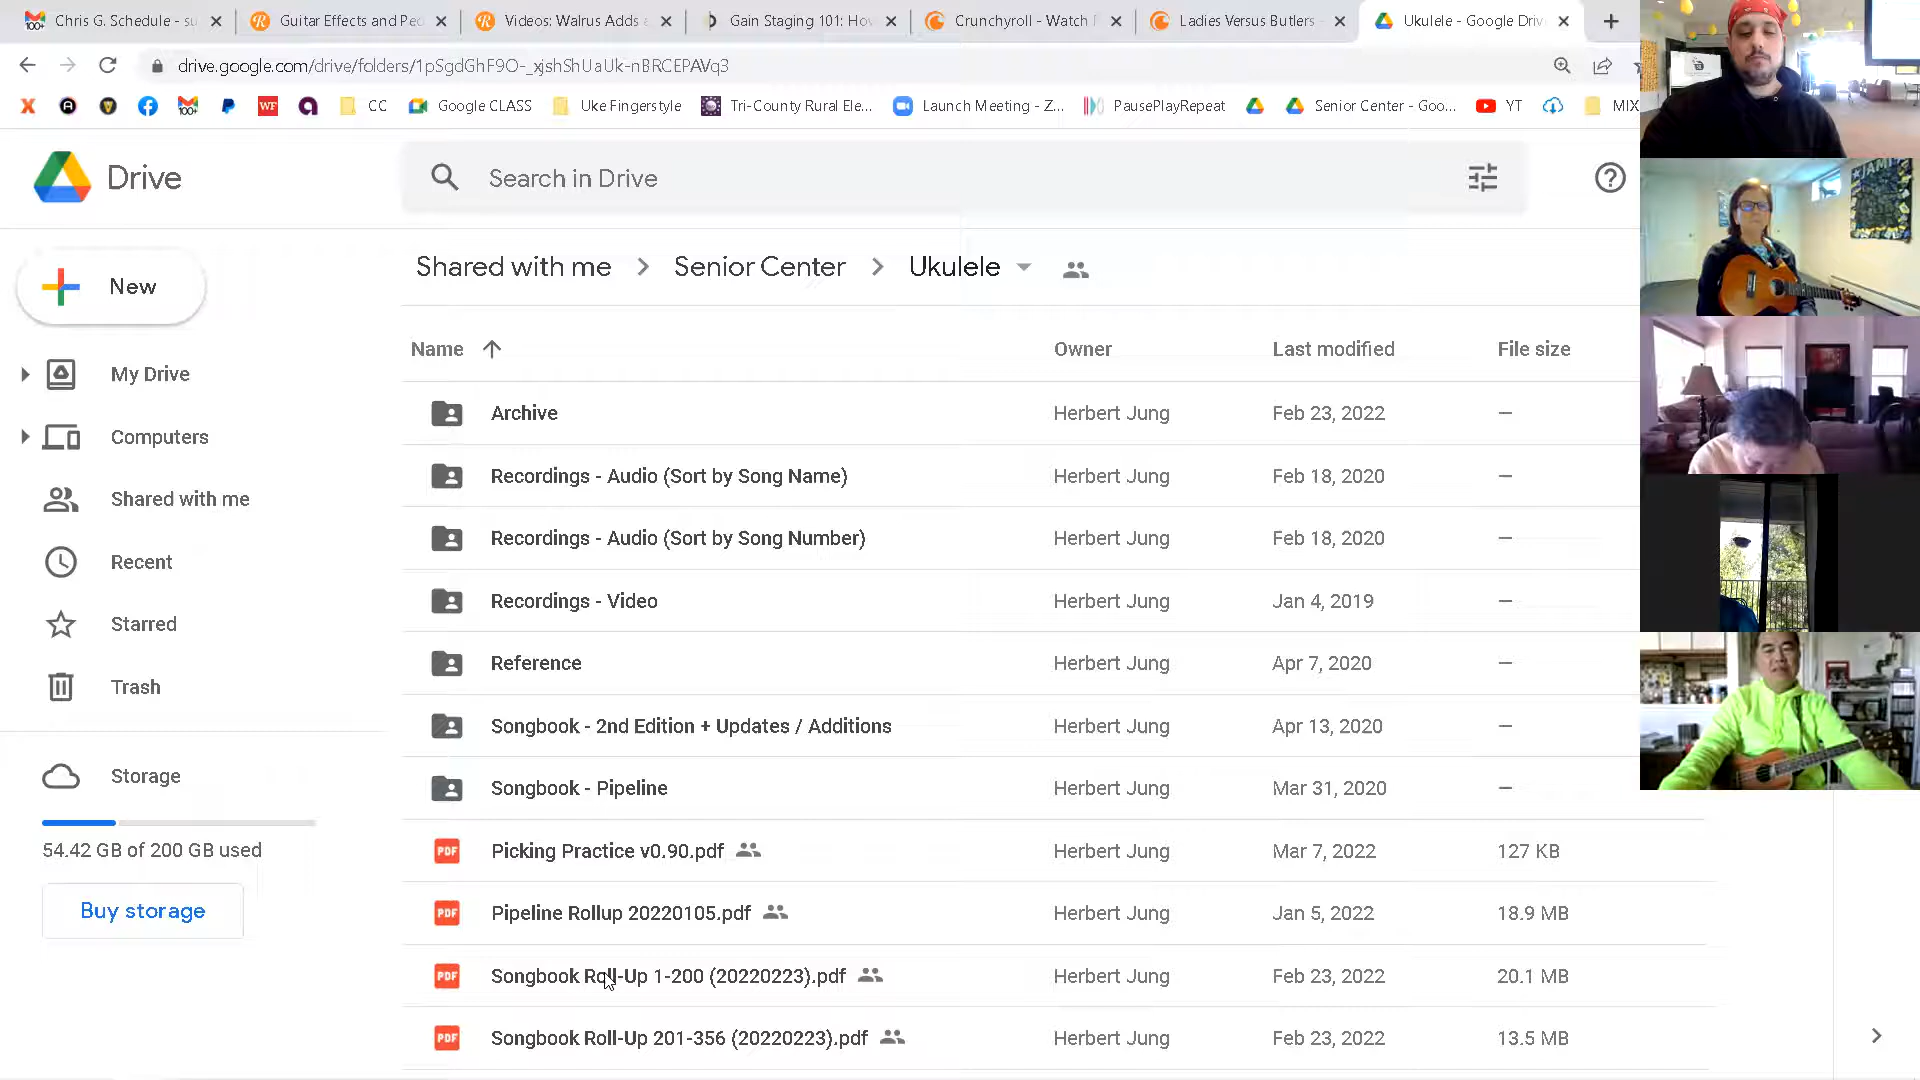 Chris G. Schedule - su
Guitar Effects and Ped
Videos: Walrus Adds
Gain Staging 101: Hov
Crunchyroll - Watch
Ladies Versus Butlers -
Ukulele - Google Driv
drive.google.com/drive/folders/1pSgdGhF9O-_xjshShUaUk-nBRCEPAVq3
CC
Google CLASS
Uke Fingerstyle
Tri-County Rural Ele...
Launch Meeting - Z...
PausePlayRepeat
Senior Center - Goo...
YT
MIX
Drive
Search in Drive
New
Shared with me
Senior Center
Ukulele
Name
Owner
Last modified
File size
My Drive
Computers
Shared with me
Recent
Starred
Trash
Storage
54.42 GB of 200 GB used
Buy storage
Archive Herbert Jung Feb 23, 2022 —
Recordings - Audio (Sort by Song Name) Herbert Jung Feb 18, 2020 —
Recordings - Audio (Sort by Song Number) Herbert Jung Feb 18, 2020 —
Recordings - Video Herbert Jung Jan 4, 2019 —
Reference Herbert Jung Apr 7, 2020 —
Songbook - 2nd Edition + Updates / Additions Herbert Jung Apr 13, 2020 —
Songbook - Pipeline Herbert Jung Mar 31, 2020 —
PDF Picking Practice v0.90.pdf Herbert Jung Mar 7, 2022 127 KB
PDF Pipeline Rollup 20220105.pdf Herbert Jung Jan 5, 2022 18.9 MB
PDF Songbook Roll-Up 1-200 (20220223).pdf Herbert Jung Feb 23, 2022 20.1 MB
PDF Songbook Roll-Up 201-356 (20220223).pdf Herbert Jung Feb 23, 2022 13.5 MB